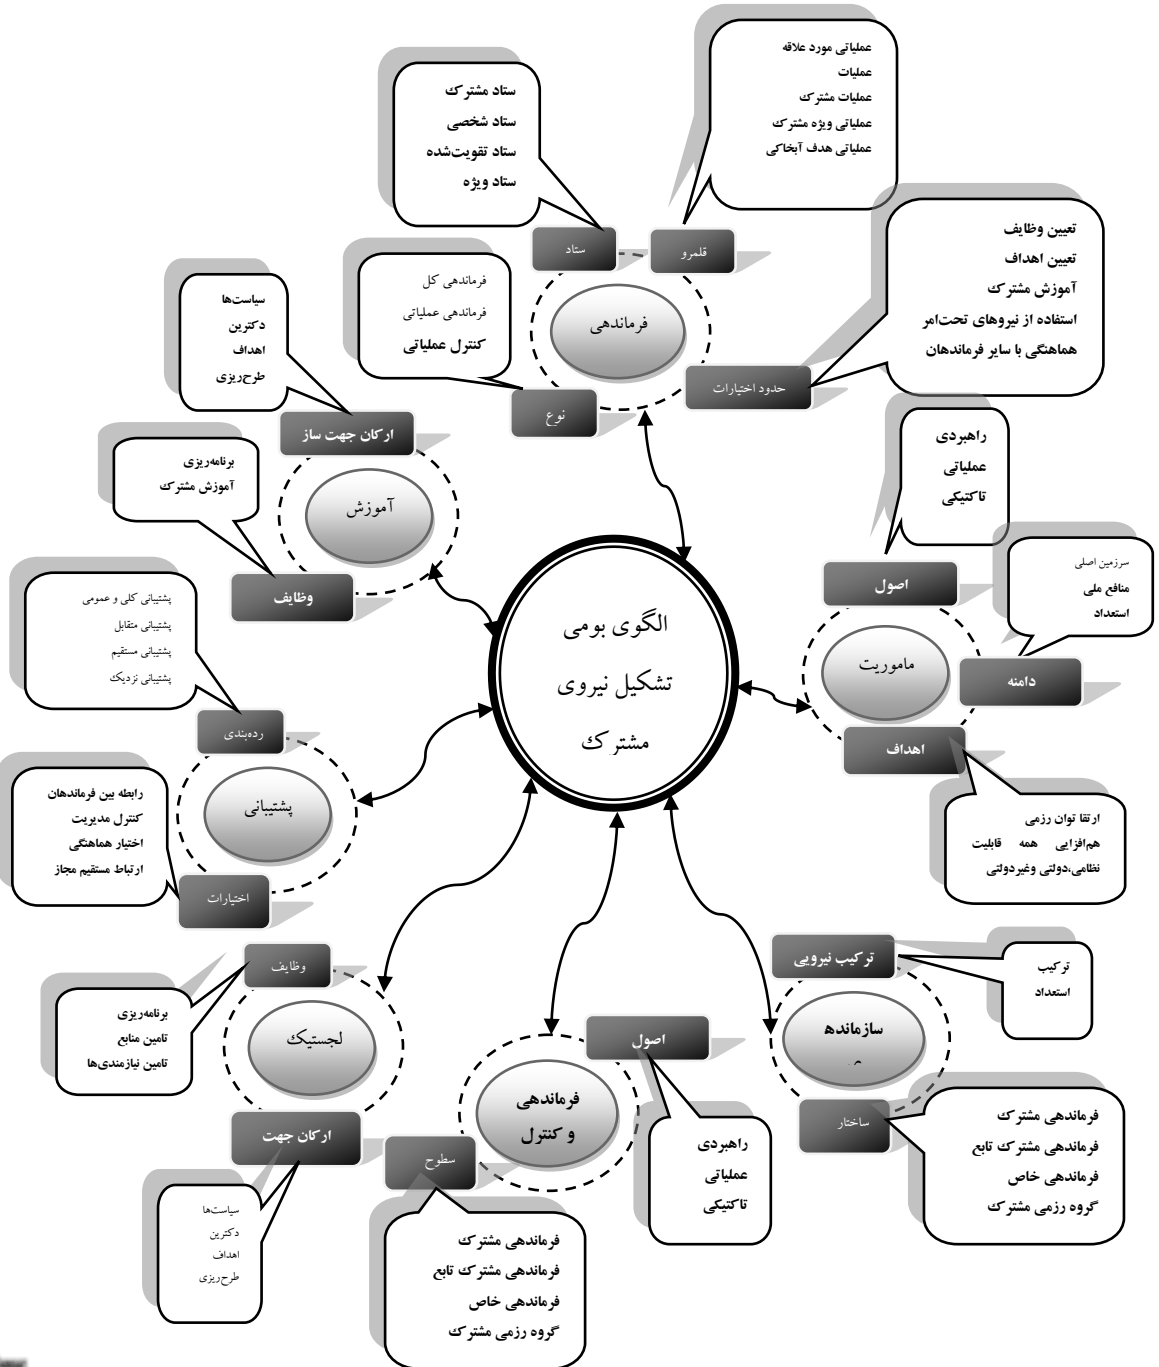 عملیاتی مورد علاقه
عملیات
عملیات مشترک
عملیاتی ویژه مشترک
عملیاتی هدف آبخاکی
ستاد مشترک
ستاد شخصی
ستاد تقویت‌شده
ستاد ویژه
قلمرو
ستاد
تعیین وظایف
تعیین اهداف
آموزش مشترک
استفاده از نیروهای تحت‌امر
هماهنگی با سایر فرماندهان
فرماندهی کل
فرماندهی عملیاتی
کنترل عملیاتی
فرماندهی
حدود اختیارات
نوع
سیاست‌ها
دکترین
اهداف
طرح‌ریزی
ارکان جهت ساز
برنامه‌ریزی
آموزش مشترک
آموزش
وظایف
راهبردی
عملیاتی
تاکتیکی
اصول
سرزمین اصلی
منافع ملی
استعداد
ماموریت
دامنه
اهداف
ارتقا توان رزمی
هم‌افزایی همه قابلیت
نظامی،دولتی وغیردولتی
الگوی بومی
تشکیل نیروی
مشترک
پشتیبانی کلی و عمومی
پشتیبانی متقابل
پشتیبانی مستقیم
پشتیبانی نزدیک
رده‌بندی
پشتیبانی
رابطه بین فرماندهان
کنترل مدیریت
اختیار هماهنگی
ارتباط مستقیم مجاز
اختیارات
ترکیب نیرویی
ترکیب
استعداد
سازمانده
ساختار
فرماندهی مشترک
فرماندهی مشترک تابع
فرماندهی خاص
گروه رزمی مشترک
وظایف
برنامه‌ریزی
تامین منابع
تامین نیازمندی‌ها
لجستیک
ارکان جهت
سیاست‌ها
دکترین
اهداف
طرح‌ریزی
اصول
فرماندهی
و کنترل
سطوح
راهبردی
عملیاتی
تاکتیکی
فرماندهی مشترک
فرماندهی مشترک تابع
فرماندهی خاص
گروه رزمی مشترک